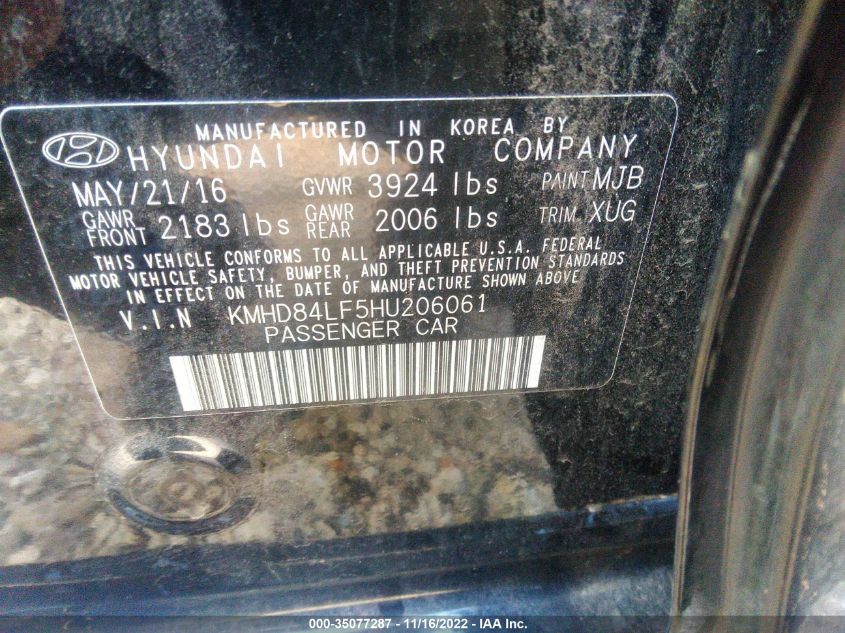 MANUFACTURED IN KOREA BY
HYUNDAI MOTOR COMPANY
MAY/21/16 GVWR 3924 lbs PAINT MJB
GAWR FRONT 2183 lbs GAWR REAR 2006 lbs TRIM XUG
THIS VEHICLE CONFORMS TO ALL APPLICABLE U.S.A. FEDERAL
MOTOR VEHICLE SAFETY, BUMPER, AND THEFT PREVENTION STANDARDS
IN EFFECT ON THE DATE OF MANUFACTURE SHOWN ABOVE
V.I.N KMHD84LF5HU206061
PASSENGER CAR
000-35077287 - 11/16/2022 - IAA Inc.